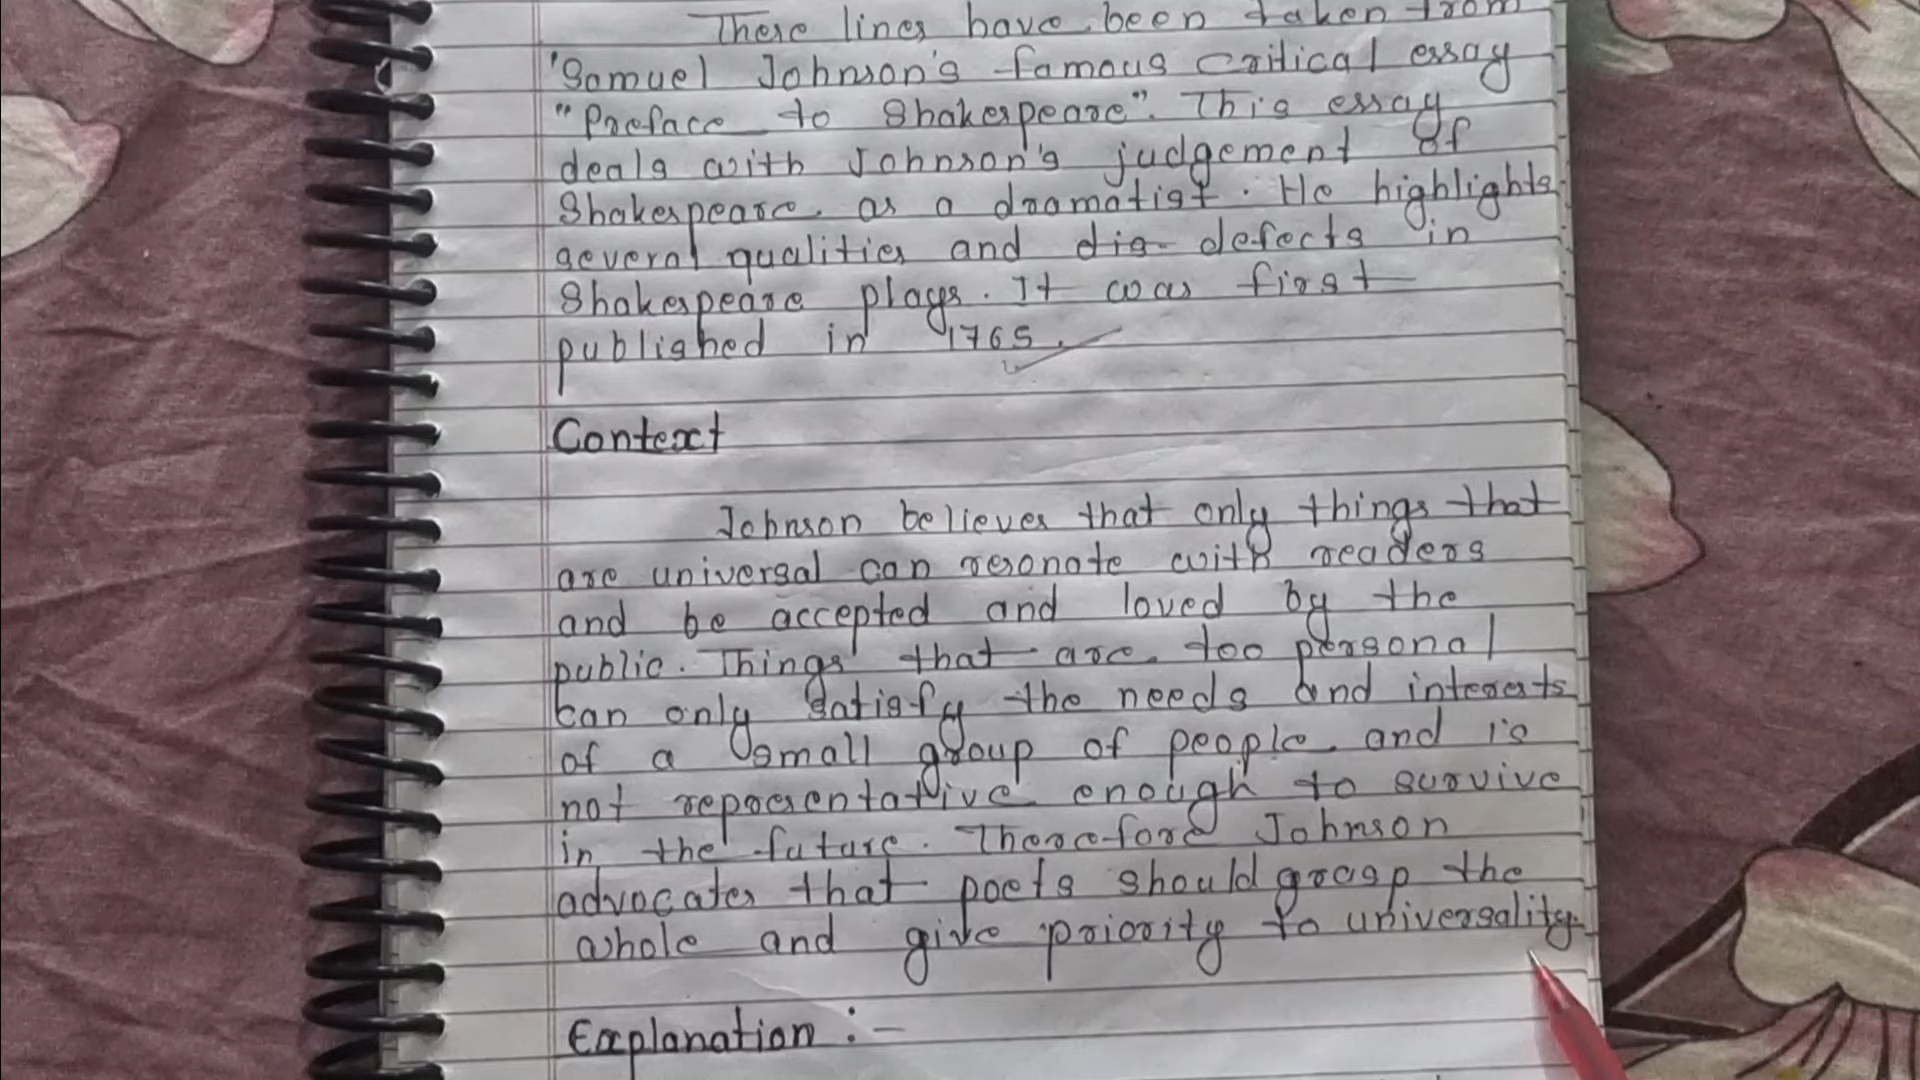 These lines have been taken from
'Samuel Johnson's famous critical essay
"Preface to Shakespeare". This essay
deals with Johnson's judgement of
Shakespeare as a dramatist. He highlights
several qualities and dis defects in
Shakespeare plays. It was first
published in 1765.
Context
Johnson believes that only things that
are universal can resonate with readers
and be accepted and loved by the
public. Things that are too personal
can only satisfy the needs and interests
of a small group of people and is
not representative enough to survive
in the future. Therefore Johnson
advocates that poets should grasp the
whole and give priority to universality.
Explanation :-